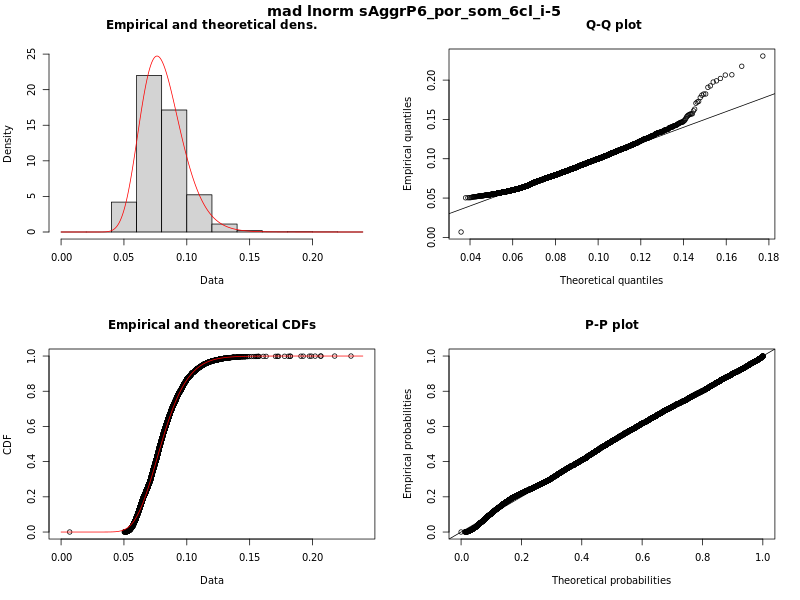 mad lnorm sAggrP6_por_som_6cl_i-5
Empirical and theoretical dens.
Density
0 5 10 15 20 25
0.00 0.05 0.10 0.15 0.20
Data
Q-Q plot
Empirical quantiles
0.00 0.05 0.10 0.15 0.20
0.04 0.06 0.08 0.10 0.12 0.14 0.16 0.18
Theoretical quantiles
Empirical and theoretical CDFs
CDF
0.0 0.2 0.4 0.6 0.8 1.0
0.00 0.05 0.10 0.15 0.20
Data
P-P plot
Empirical probabilities
0.0 0.2 0.4 0.6 0.8 1.0
0.0 0.2 0.4 0.6 0.8 1.0
Theoretical probabilities